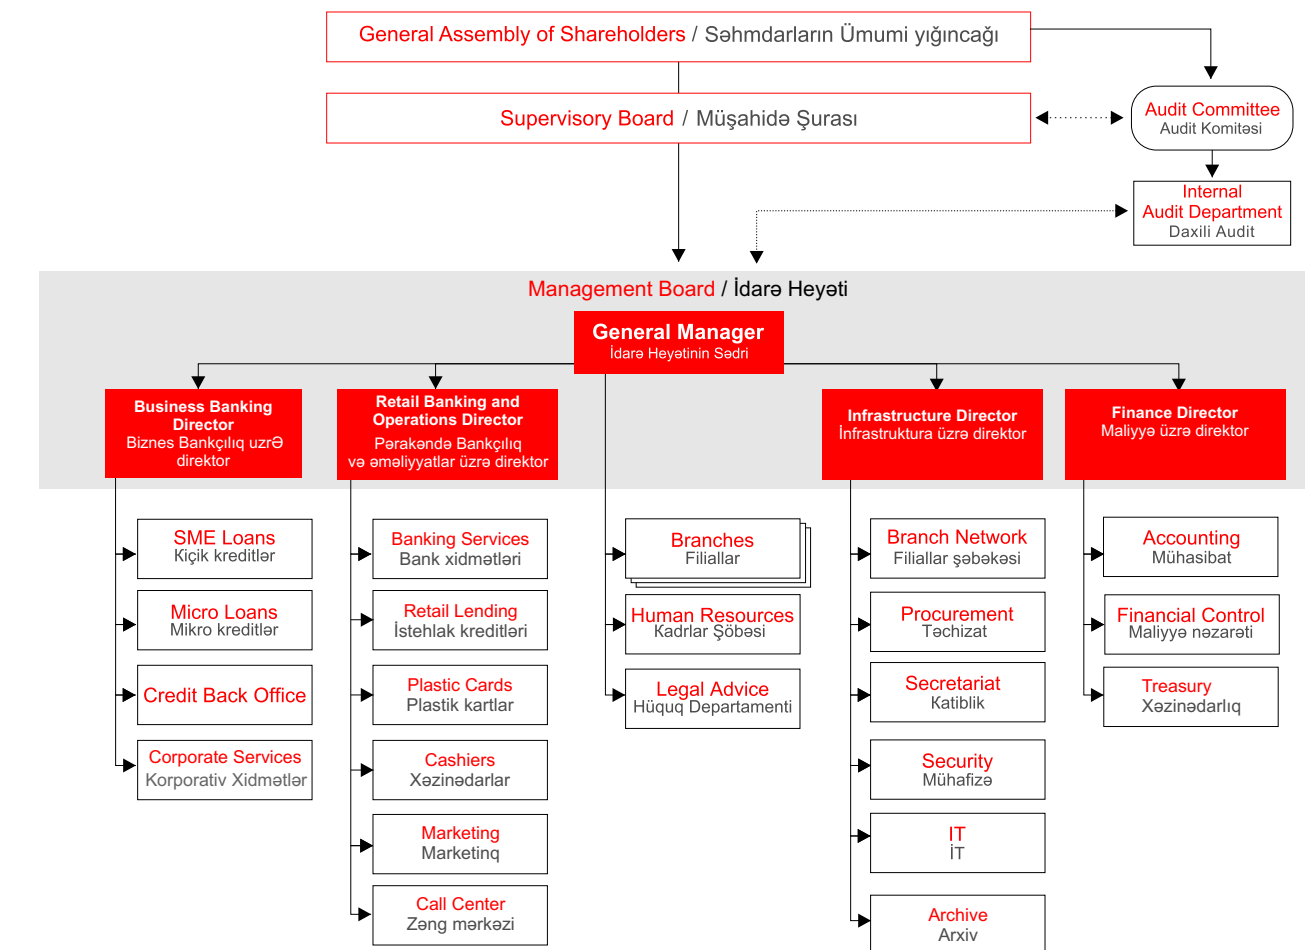 General Assembly of Shareholders / Səhmdarların Ümumi yığıncağı
Supervisory Board / Müşahidə Şurası
Audit Committee
Audit Komitəsi
Internal
Audit Department
Daxili Audit
Management Board / İdarə Heyəti
General Manager
İdarə Heyətinin Sədri
Business Banking
Director
Biznes Bankçılıq uzrƏ
direktor
Retail Banking and
Operations Director
Pərakəndə Bankçılıq
və əməliyyatlar üzrə direktor
Infrastructure Director
İnfrastruktura üzrə direktor
Finance Director
Maliyyə üzrə direktor
SME Loans
Kiçik kreditlər
Micro Loans
Mikro kreditlər
Credit Back Office
Corporate Services
Korporativ Xidmətlər
Banking Services
Bank xidmətləri
Retail Lending
İstehlak kreditləri
Plastic Cards
Plastik kartlar
Cashiers
Xəzinədarlar
Marketing
Marketinq
Call Center
Zəng mərkəzi
Branches
Filiallar
Human Resources
Kadrlar Şöbəsi
Legal Advice
Hüquq Departamenti
Branch Network
Filiallar şəbəkəsi
Procurement
Təchizat
Secretariat
Katiblik
Security
Mühafizə
IT
İT
Archive
Arxiv
Accounting
Mühasibat
Financial Control
Maliyyə nəzarəti
Treasury
Xəzinədarlıq